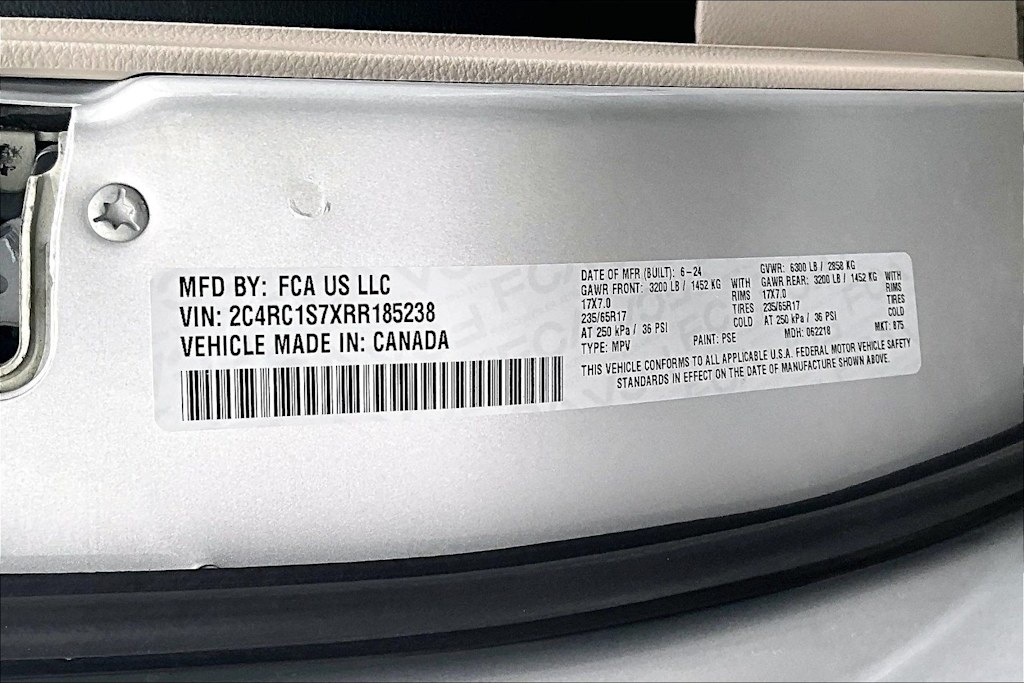 MFD BY: FCA US LLC
VIN: 2C4RC1S7XRR185238
VEHICLE MADE IN: CANADA
DATE OF MFR (BUILT): 6-24
GAWR FRONT: 3200 LB / 1452 KG WITH
17X7.0 RIMS
235/65R17 TIRES
AT 250 kPa / 36 PSI COLD
TYPE: MPV PAINT: PSE
GVWR: 6300 LB / 2858 KG
GAWR REAR: 3200 LB / 1452 KG WITH
17X7.0 RIMS
235/65R17 TIRES
AT 250 kPa / 36 PSI COLD
MDH: 062218 MKT: 875
THIS VEHICLE CONFORMS TO ALL APPLICABLE U.S.A. FEDERAL MOTOR VEHICLE SAFETY
STANDARDS IN EFFECT ON THE DATE OF MANUFACTURE SHOWN ABOVE.